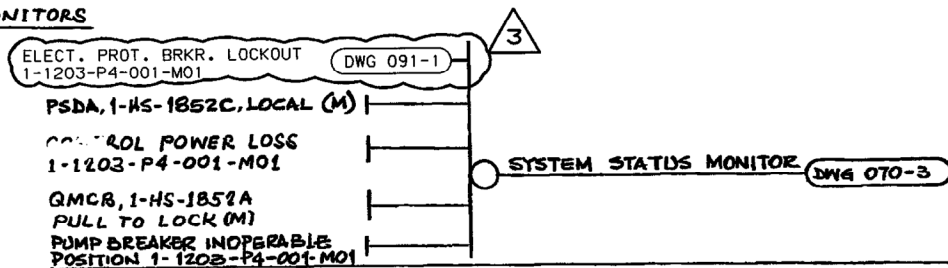 NITORS
3
ELECT. PROT. BRKR. LOCKOUT
1-1203-P4-001-M01
DWG 091-1
PSDA, 1-HS-1852C, LOCAL (M)
POWER LOSS
1-1203-P4-001-M01
SYSTEM STATUS MONITOR
DWG 070-3
QMCB, 1-HS-1852A
PULL TO LOCK (M)
PUMP BREAKER INOPERABLE
POSITION 1-1203-P4-001-M01